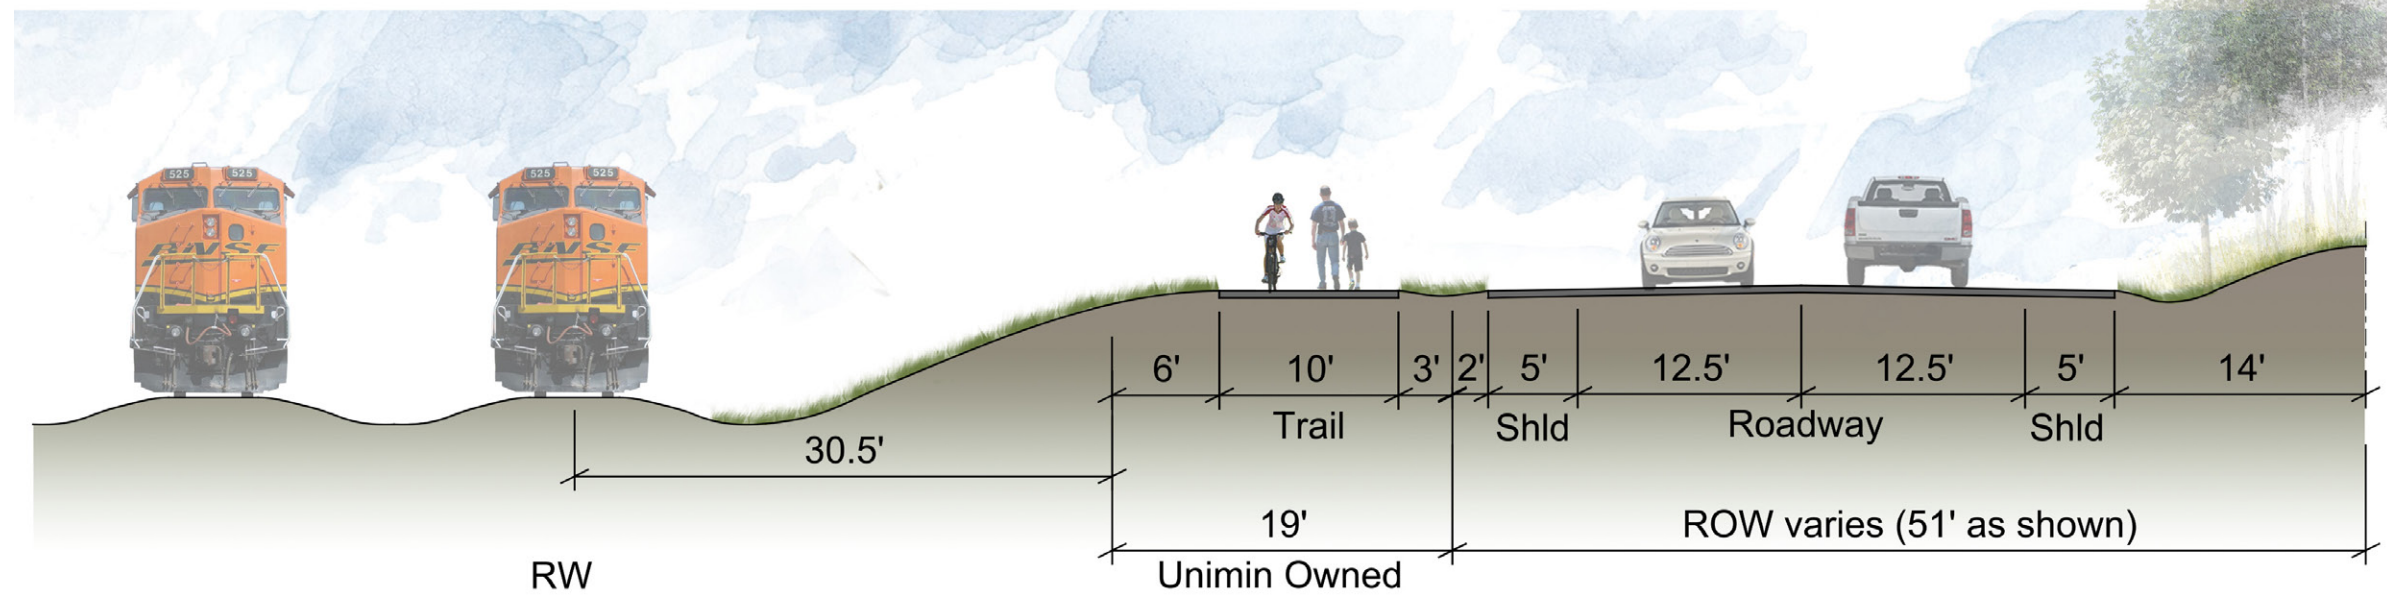 525 525 525 525
BNSF BNSF
6' 10' 3' 2' 5' 12.5' 12.5' 5' 14'
Trail Shld Roadway Shld
30.5'
19' ROW varies (51' as shown)
RW Unimin Owned